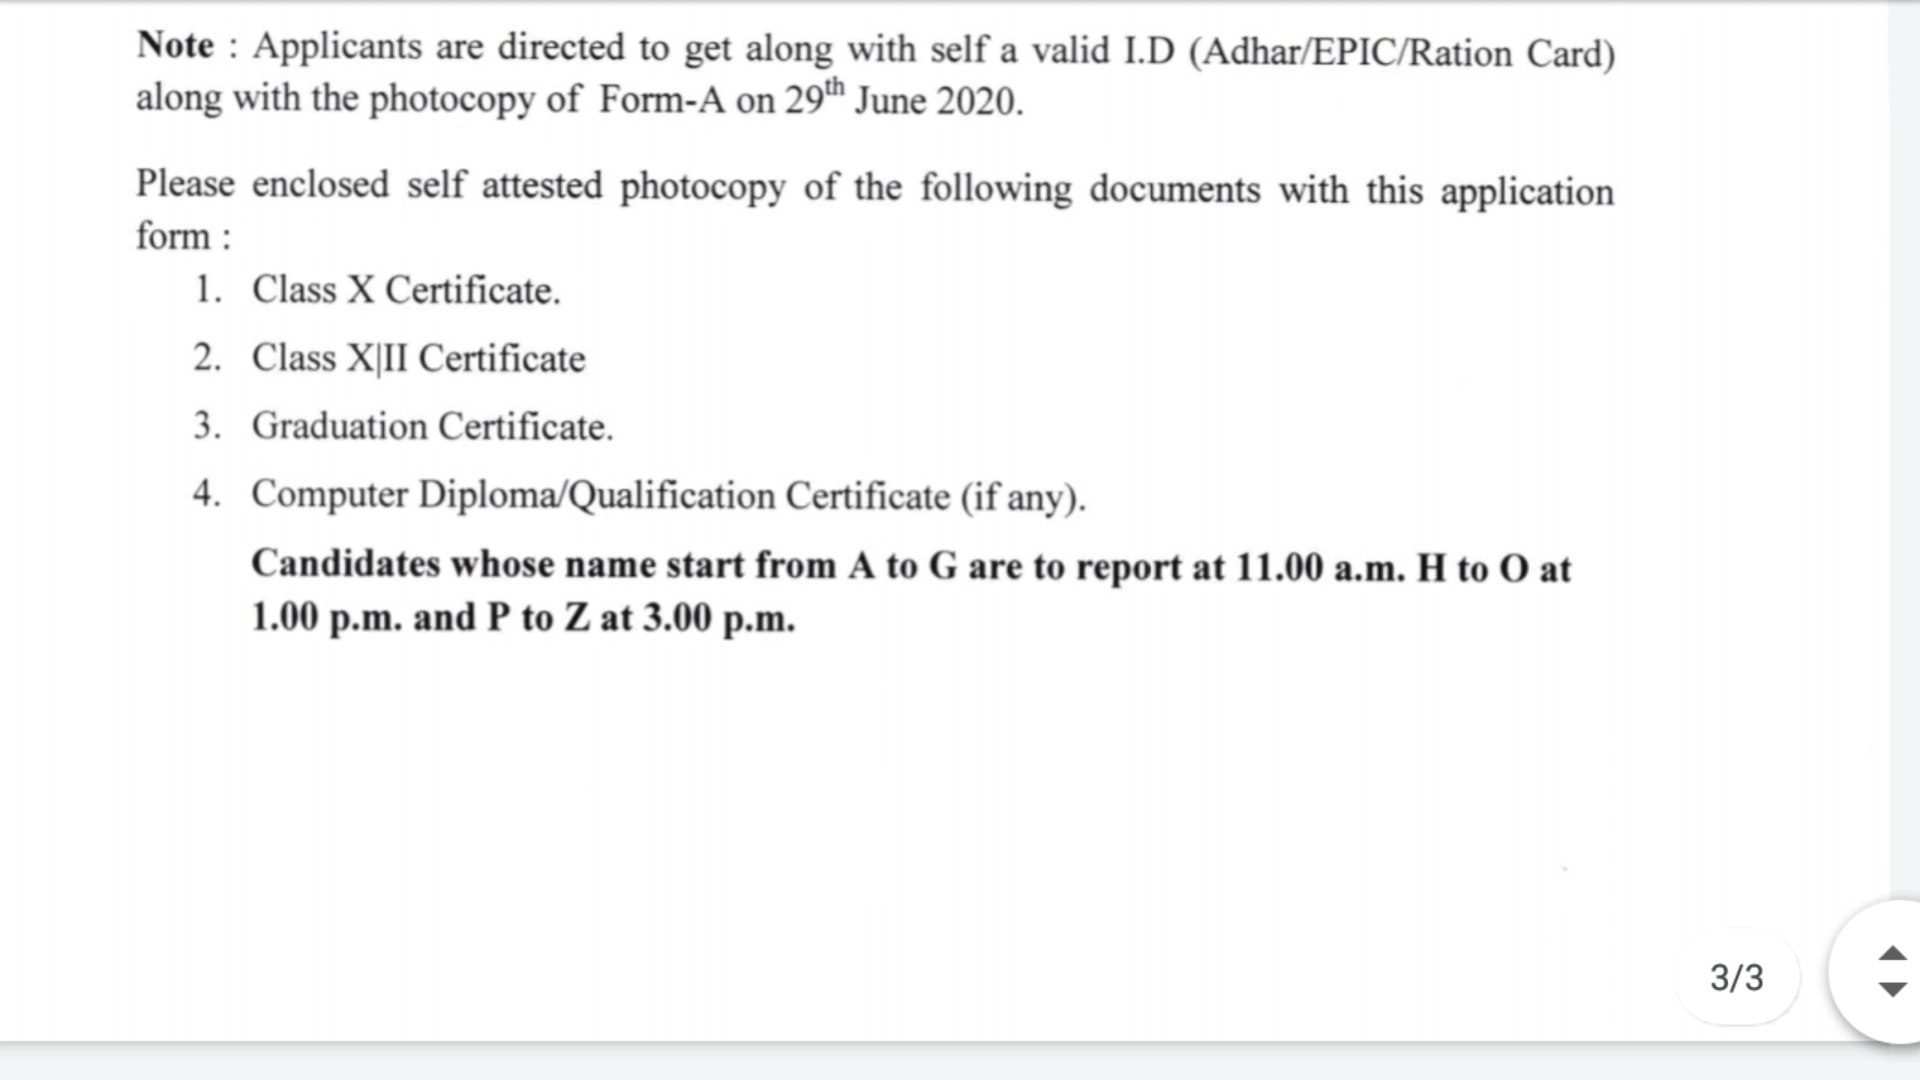 Note : Applicants are directed to get along with self a valid I.D (Adhar/EPIC/Ration Card)
along with the photocopy of Form-A on 29th June 2020.
Please enclosed self attested photocopy of the following documents with this application
form :
1. Class X Certificate.
2. Class X|II Certificate
3. Graduation Certificate.
4. Computer Diploma/Qualification Certificate (if any).
Candidates whose name start from A to G are to report at 11.00 a.m. H to O at
1.00 p.m. and P to Z at 3.00 p.m.
3/3